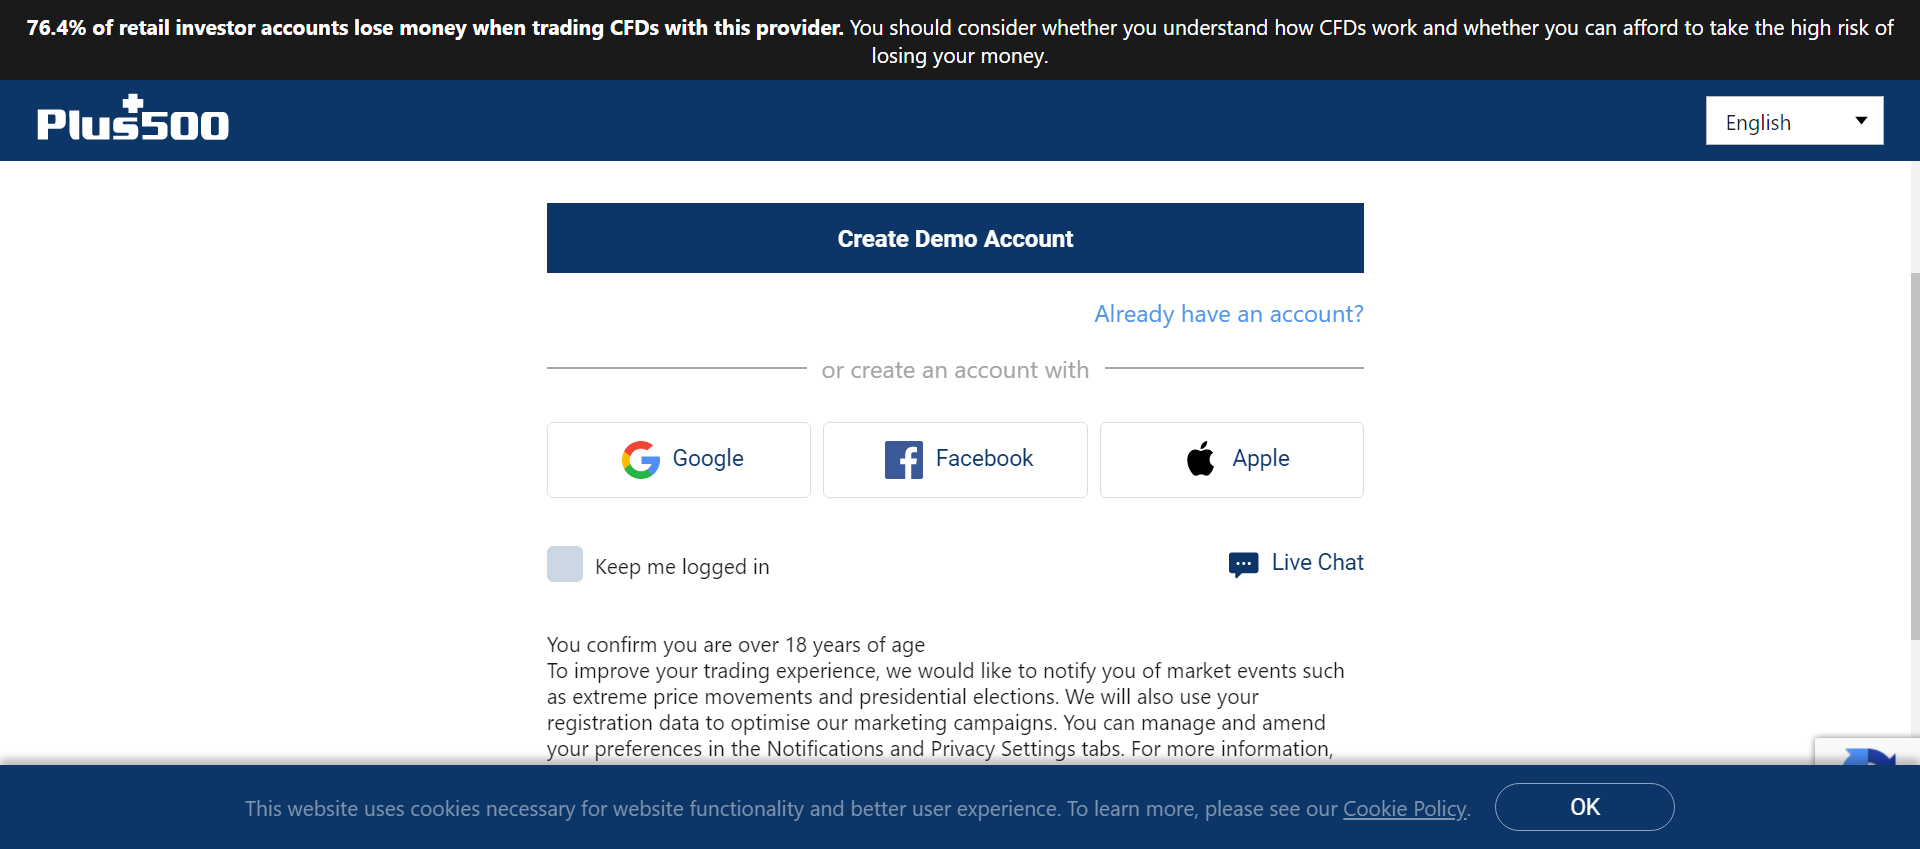 76.4% of retail investor accounts lose money when trading CFDs with this provider. You should consider whether you understand how CFDs work and whether you can afford to take the high risk of
losing your money.
Plus500
English
Create Demo Account
Already have an account?
or create an account with
Google
Facebook
Apple
Keep me logged in
Live Chat
You confirm you are over 18 years of age
To improve your trading experience, we would like to notify you of market events such
as extreme price movements and presidential elections. We will also use your
registration data to optimise our marketing campaigns. You can manage and amend
your preferences in the Notifications and Privacy Settings tabs. For more information,
This website uses cookies necessary for website functionality and better user experience. To learn more, please see our Cookie Policy.
OK